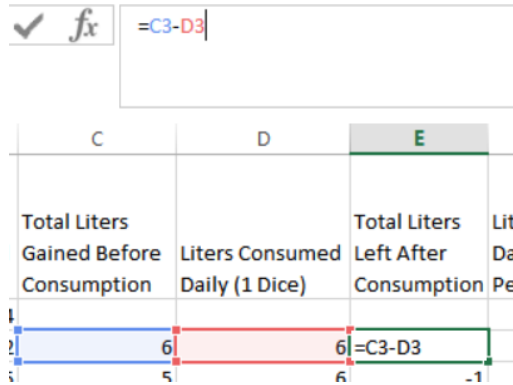 fx =C3-D3
C D E
Total Liters Gained Before Consumption
Liters Consumed Daily (1 Dice)
Total Liters Left After Consumption
6 6 =C3-D3
5 6 -1